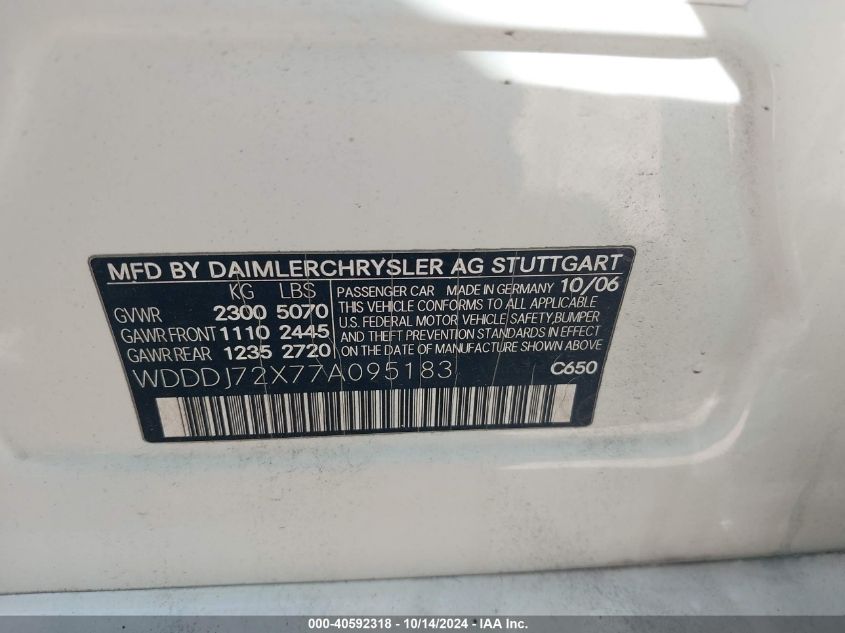 MFD BY DAIMLERCHRYSLER AG STUTTGART
KG LBS
GVWR 2300 5070
GAWR FRONT 1110 2445
GAWR REAR 1235 2720
PASSENGER CAR MADE IN GERMANY 10/06
THIS VEHICLE CONFORMS TO ALL APPLICABLE
U.S. FEDERAL MOTOR VEHICLE SAFETY,BUMPER
AND THEFT PREVENTION STANDARDS IN EFFECT
ON THE DATE OF MANUFACTURE SHOWN ABOVE
WDDDJ72X77A095183 C650
000-40592318 - 10/14/2024 - IAA Inc.